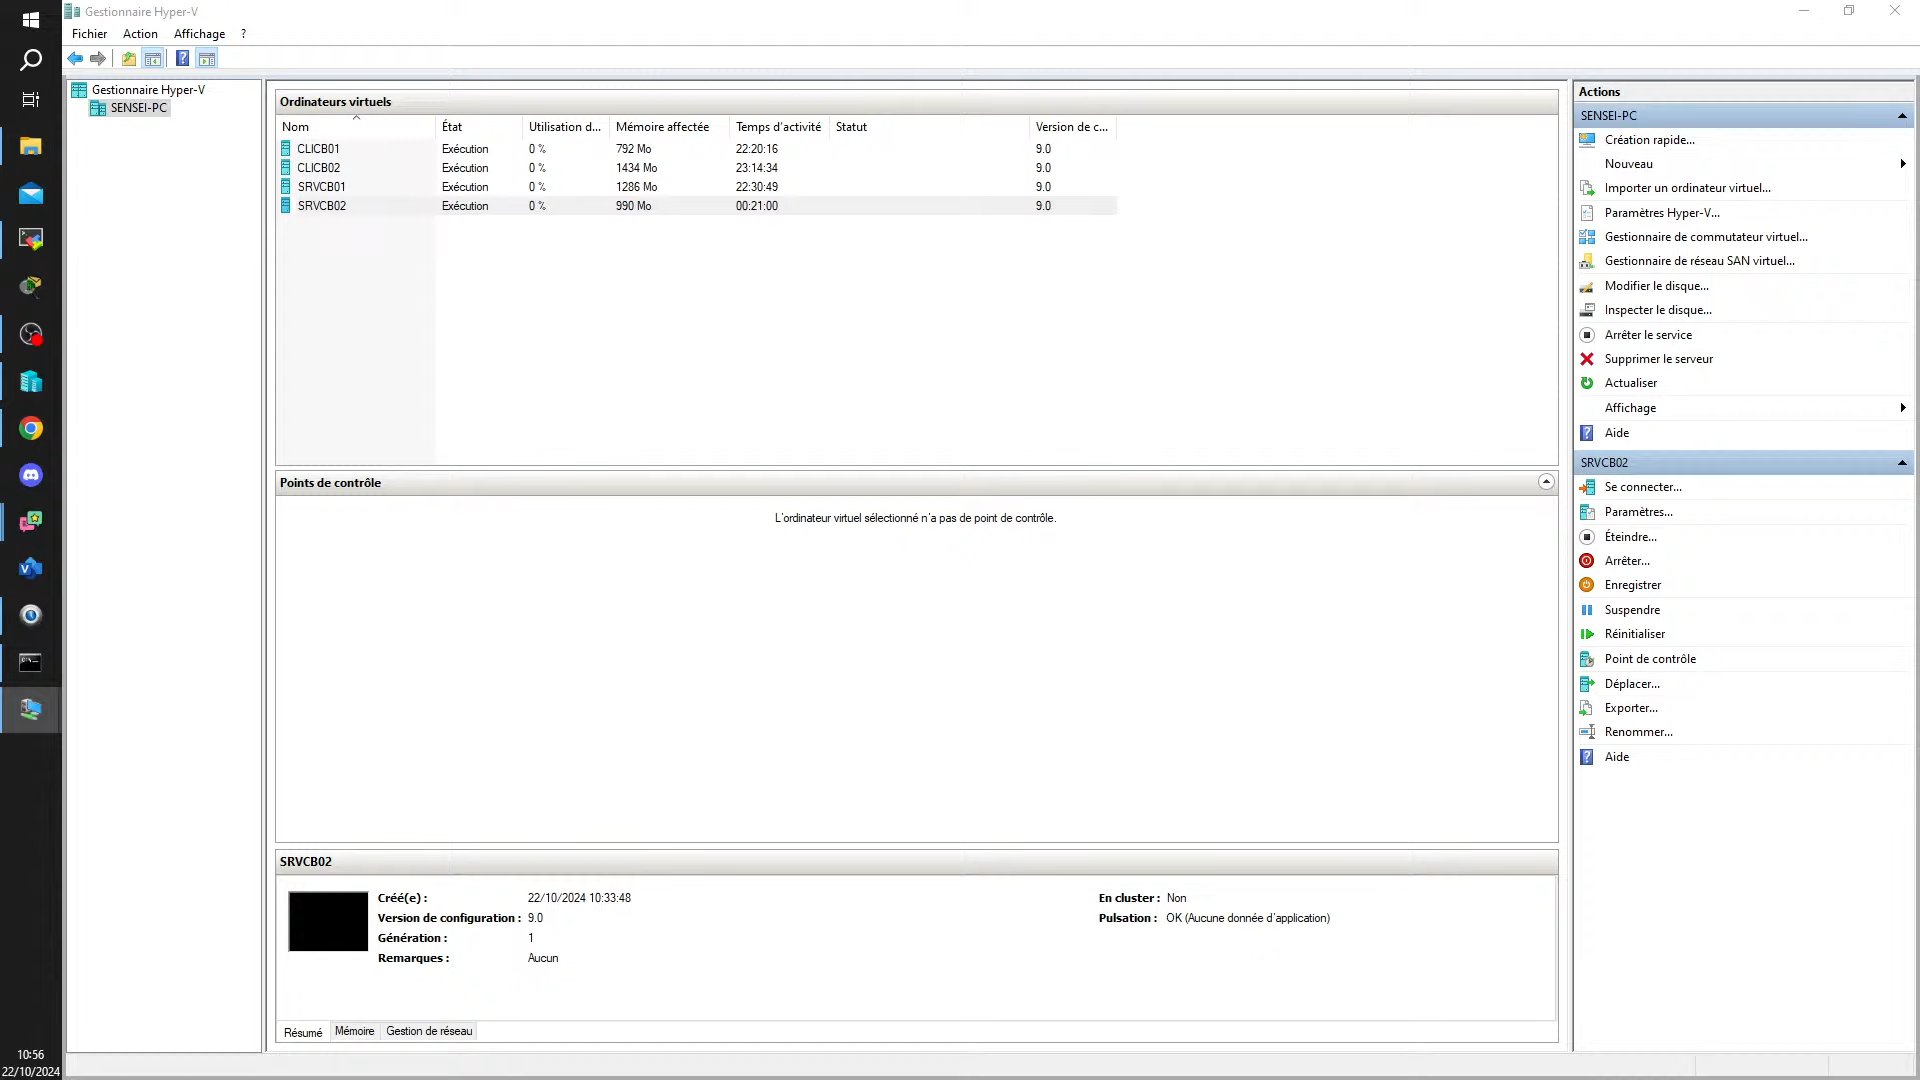 Gestionnaire Hyper-V
Fichier Action Affichage ?
Gestionnaire Hyper-V
SENSEI-PC
Ordinateurs virtuels
Nom État Utilisation d... Mémoire affectée Temps d'activité Statut Version de c...
CLICB01 Exécution 0 % 792 Mo 22:20:16 9.0
CLICB02 Exécution 0 % 1434 Mo 23:14:34 9.0
SRVCB01 Exécution 0 % 1286 Mo 22:30:49 9.0
SRVCB02 Exécution 0 % 990 Mo 00:21:00 9.0
Points de contrôle
L'ordinateur virtuel sélectionné n'a pas de point de contrôle.
SRVCB02
Créé(e) : 22/10/2024 10:33:48 En cluster : Non
Version de configuration : 9.0 Pulsation : OK (Aucune donnée d'application)
Génération : 1
Remarques : Aucun
Résumé Mémoire Gestion de réseau
Actions
SENSEI-PC
Création rapide...
Nouveau
Importer un ordinateur virtuel...
Paramètres Hyper-V...
Gestionnaire de commutateur virtuel...
Gestionnaire de réseau SAN virtuel...
Modifier le disque...
Inspecter le disque...
Arrêter le service
Supprimer le serveur
Actualiser
Affichage
Aide
SRVCB02
Se connecter...
Paramètres...
Éteindre...
Arrêter...
Enregistrer
Suspendre
Réinitialiser
Point de contrôle
Déplacer...
Exporter...
Renommer...
Aide
10:56
22/10/2024